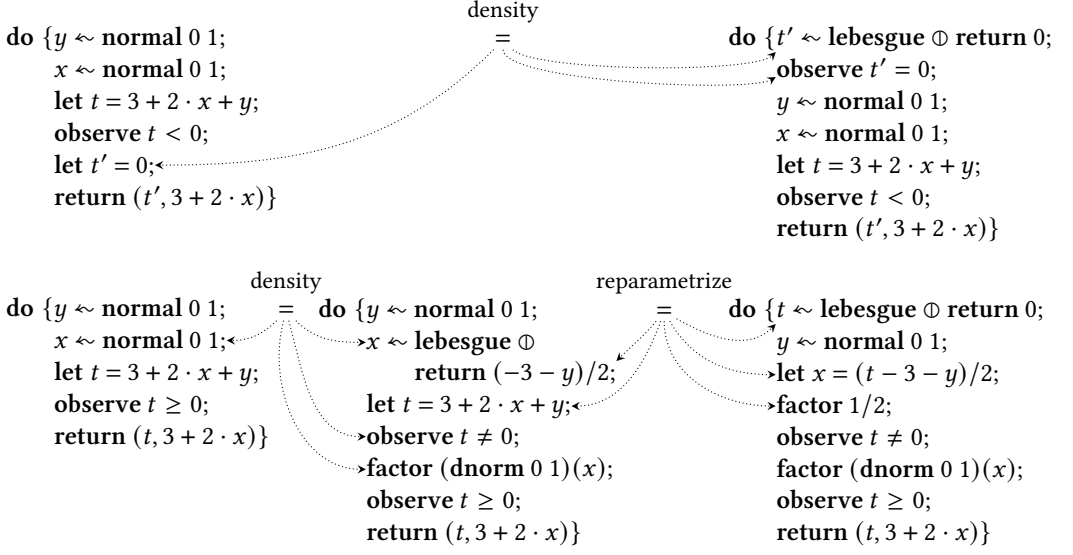 density
do {y ⇜ normal 0 1; = do {t′ ⇜ lebesgue ⦶ return 0;
x ⇜ normal 0 1; observe t′ = 0;
let t = 3 + 2 · x + y; y ⇜ normal 0 1;
observe t < 0; x ⇜ normal 0 1;
let t′ = 0; let t = 3 + 2 · x + y;
return (t′, 3 + 2 · x)} observe t < 0;
return (t′, 3 + 2 · x)}
density reparametrize
do {y ⇜ normal 0 1; = do {y ⇜ normal 0 1; = do {t ⇜ lebesgue ⦶ return 0;
x ⇜ normal 0 1; x ⇜ lebesgue ⦶ y ⇜ normal 0 1;
let t = 3 + 2 · x + y; return (−3 − y)/2; let x = (t − 3 − y)/2;
observe t ≥ 0; let t = 3 + 2 · x + y; factor 1/2;
return (t, 3 + 2 · x)} observe t ≠ 0; observe t ≠ 0;
factor (dnorm 0 1)(x); factor (dnorm 0 1)(x);
observe t ≥ 0; observe t ≥ 0;
return (t, 3 + 2 · x)} return (t, 3 + 2 · x)}